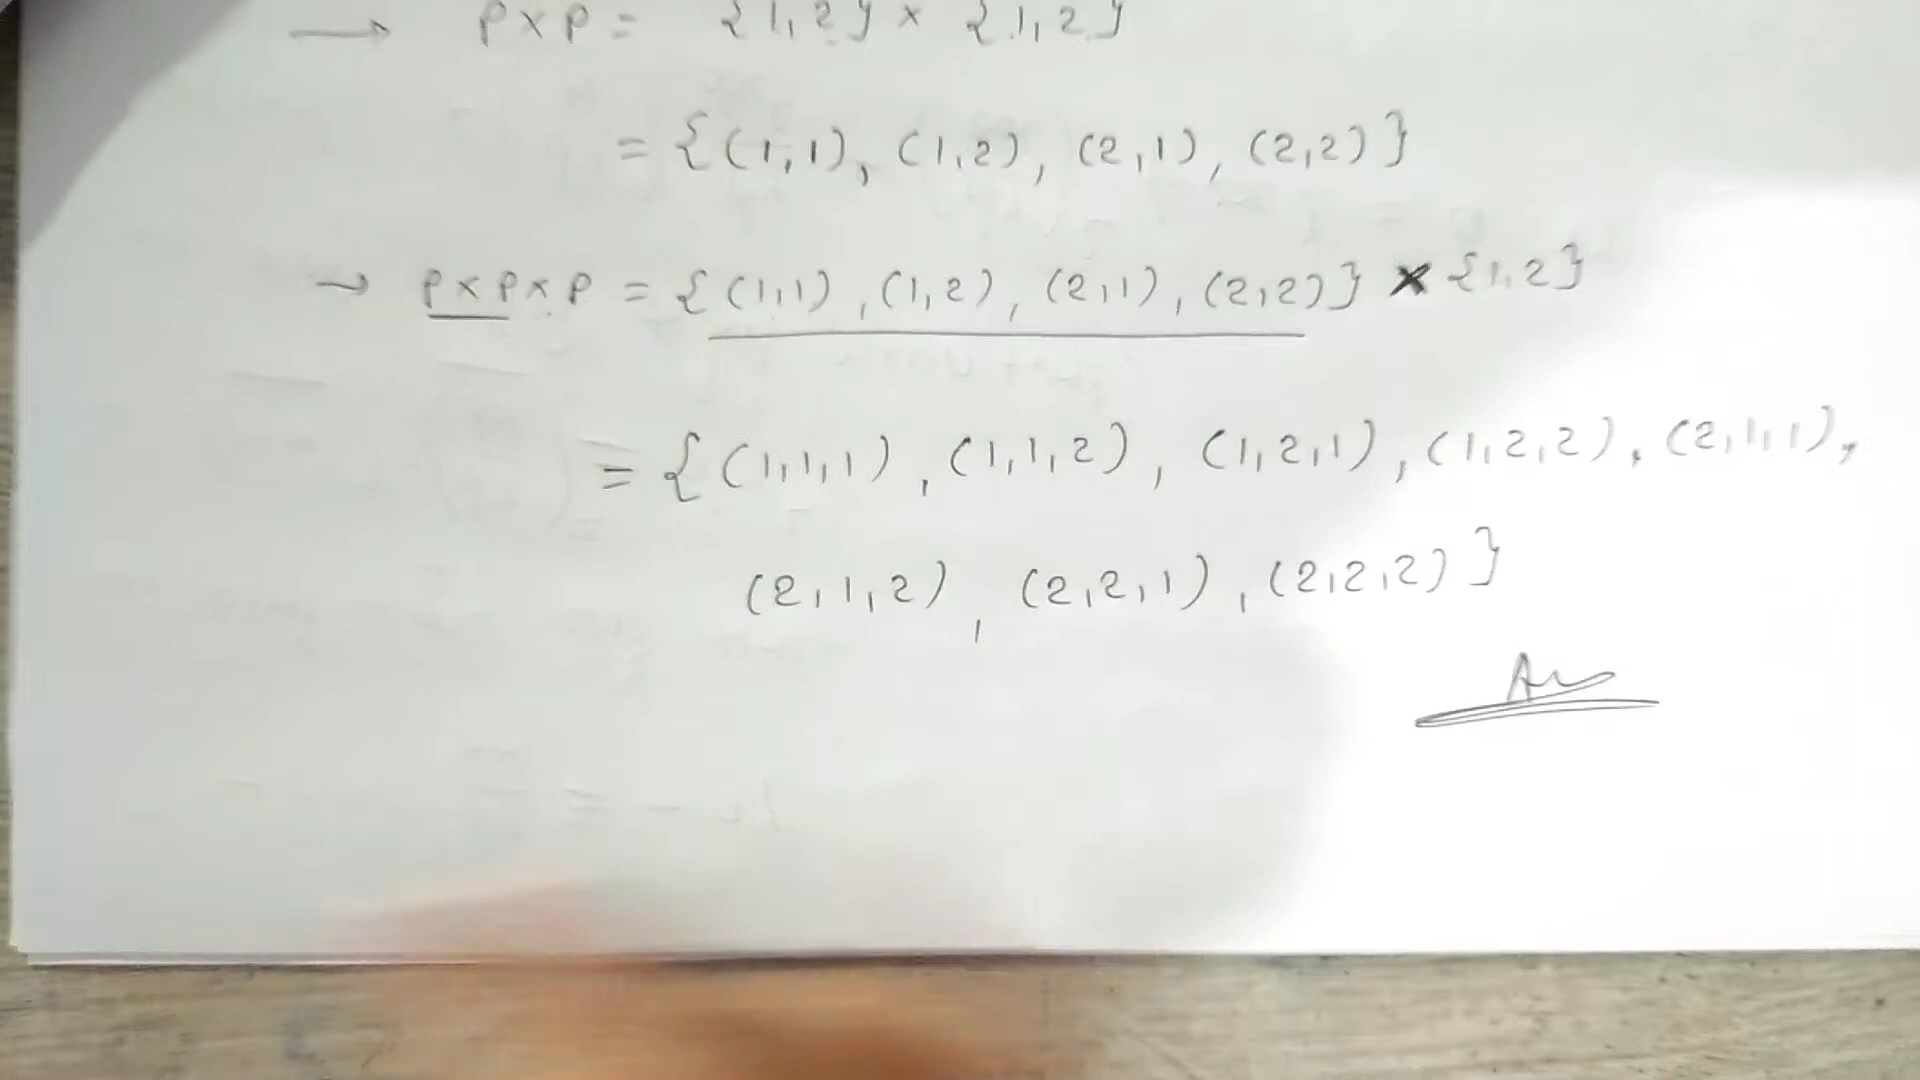 → P×P = {1,2} × {1,2}
= {(1,1), (1,2), (2,1), (2,2)}
→ P×P×P = {(1,1), (1,2), (2,1), (2,2)} × {1,2}
= {(1,1,1), (1,1,2), (1,2,1), (1,2,2), (2,1,1),
(2,1,2), (2,2,1), (2,2,2)}